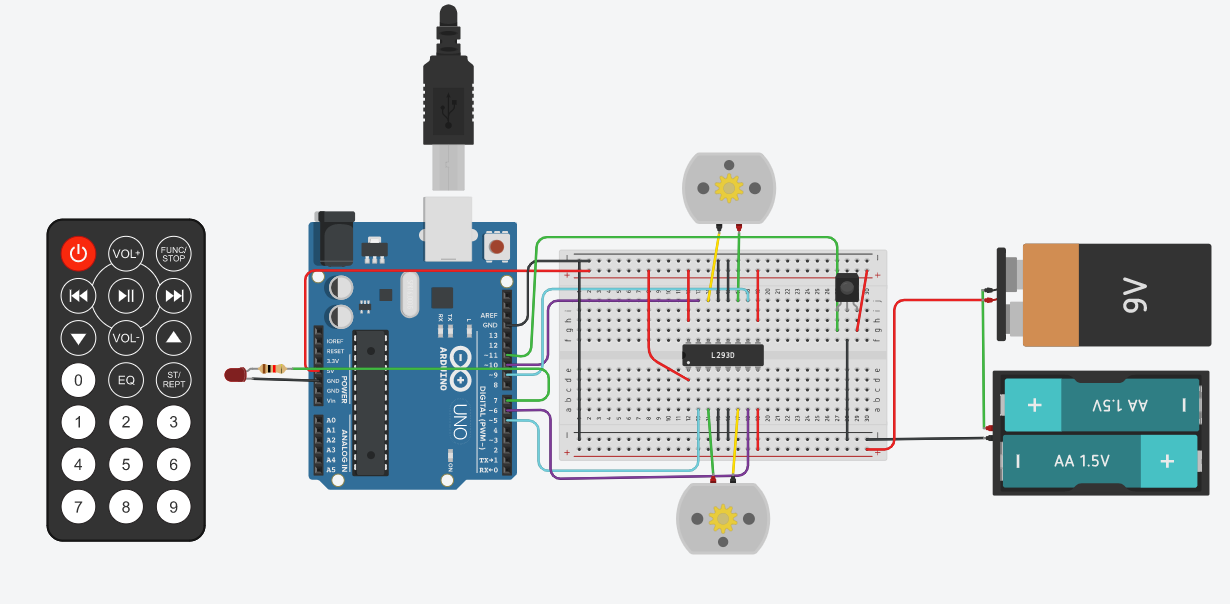 VOL+
FUNC/
STOP
VOL-
0
EQ
ST/
REPT
1
2
3
4
5
6
7
8
9
AREF
GND
13
12
~11
~10
~9
8
7
~6
~5
4
~3
2
TX→1
RX←0
DIGITAL (PWM~)
IOREF
RESET
3.3V
5V
GND
GND
Vin
POWER
A0
A1
A2
A3
A4
A5
ANALOG IN
RX
TX
L
ON
ARDUINO
UNO
L293D
j
i
h
g
f
e
d
c
b
a
9V
AA 1.5V
AA 1.5V